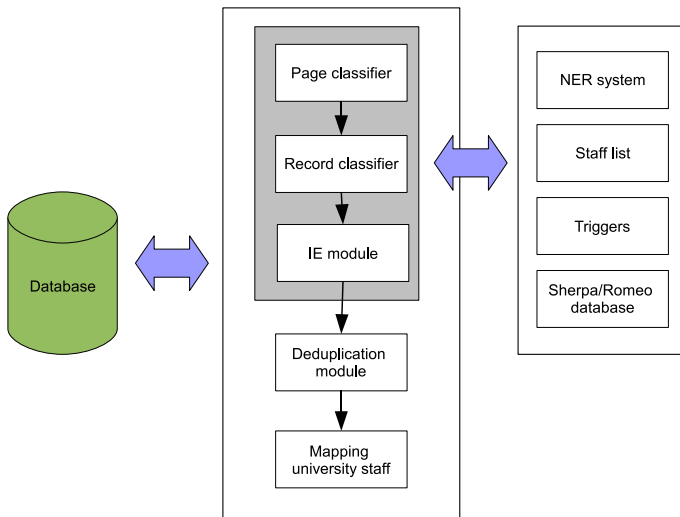 Database
Page classifier
Record classifier
IE module
Deduplication
module
Mapping
university staff
NER system
Staff list
Triggers
Sherpa/Romeo
database